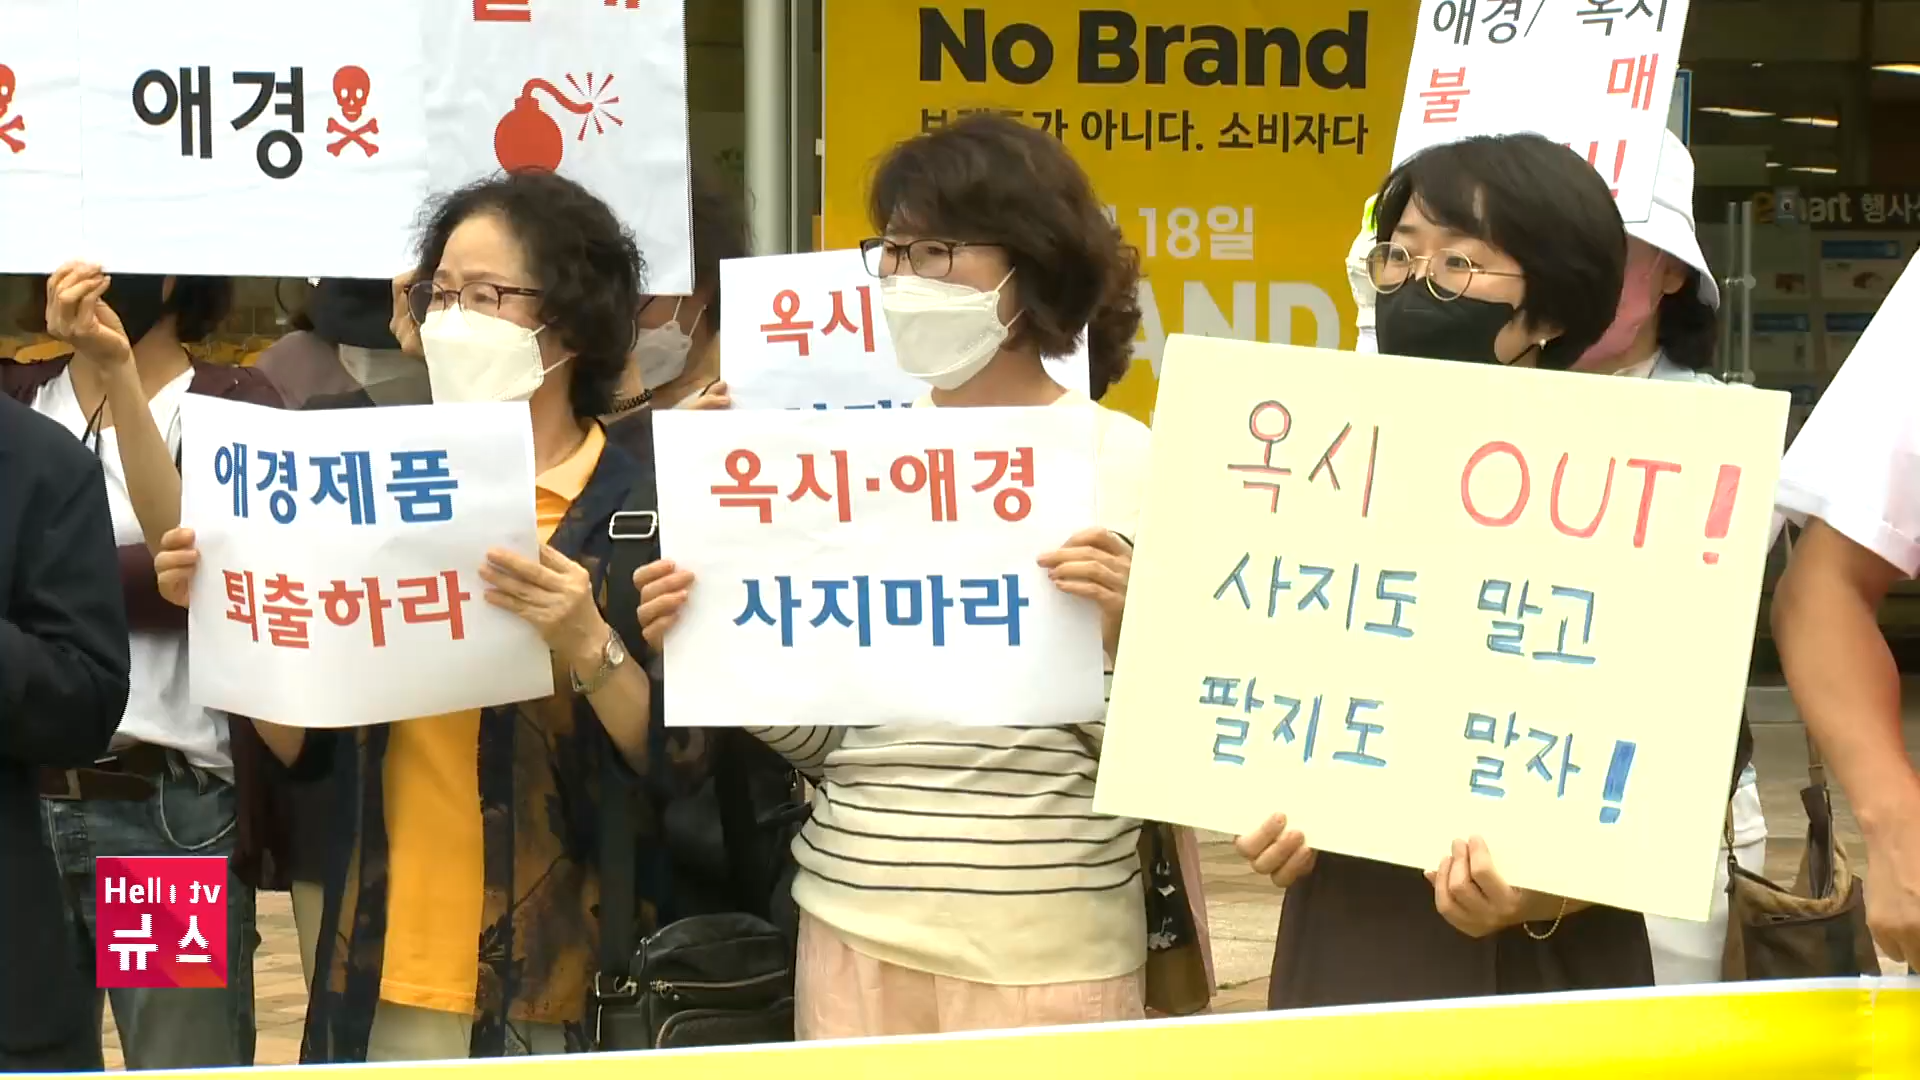 애경
No Brand
아니다. 소비자다
18일
애경/ 옥시
불 매
옥시
애경제품
퇴출하라
옥시·애경
사지마라
옥시 OUT!
사지도 말고
팔지도 말자!
행사
Hell tv
뉴스